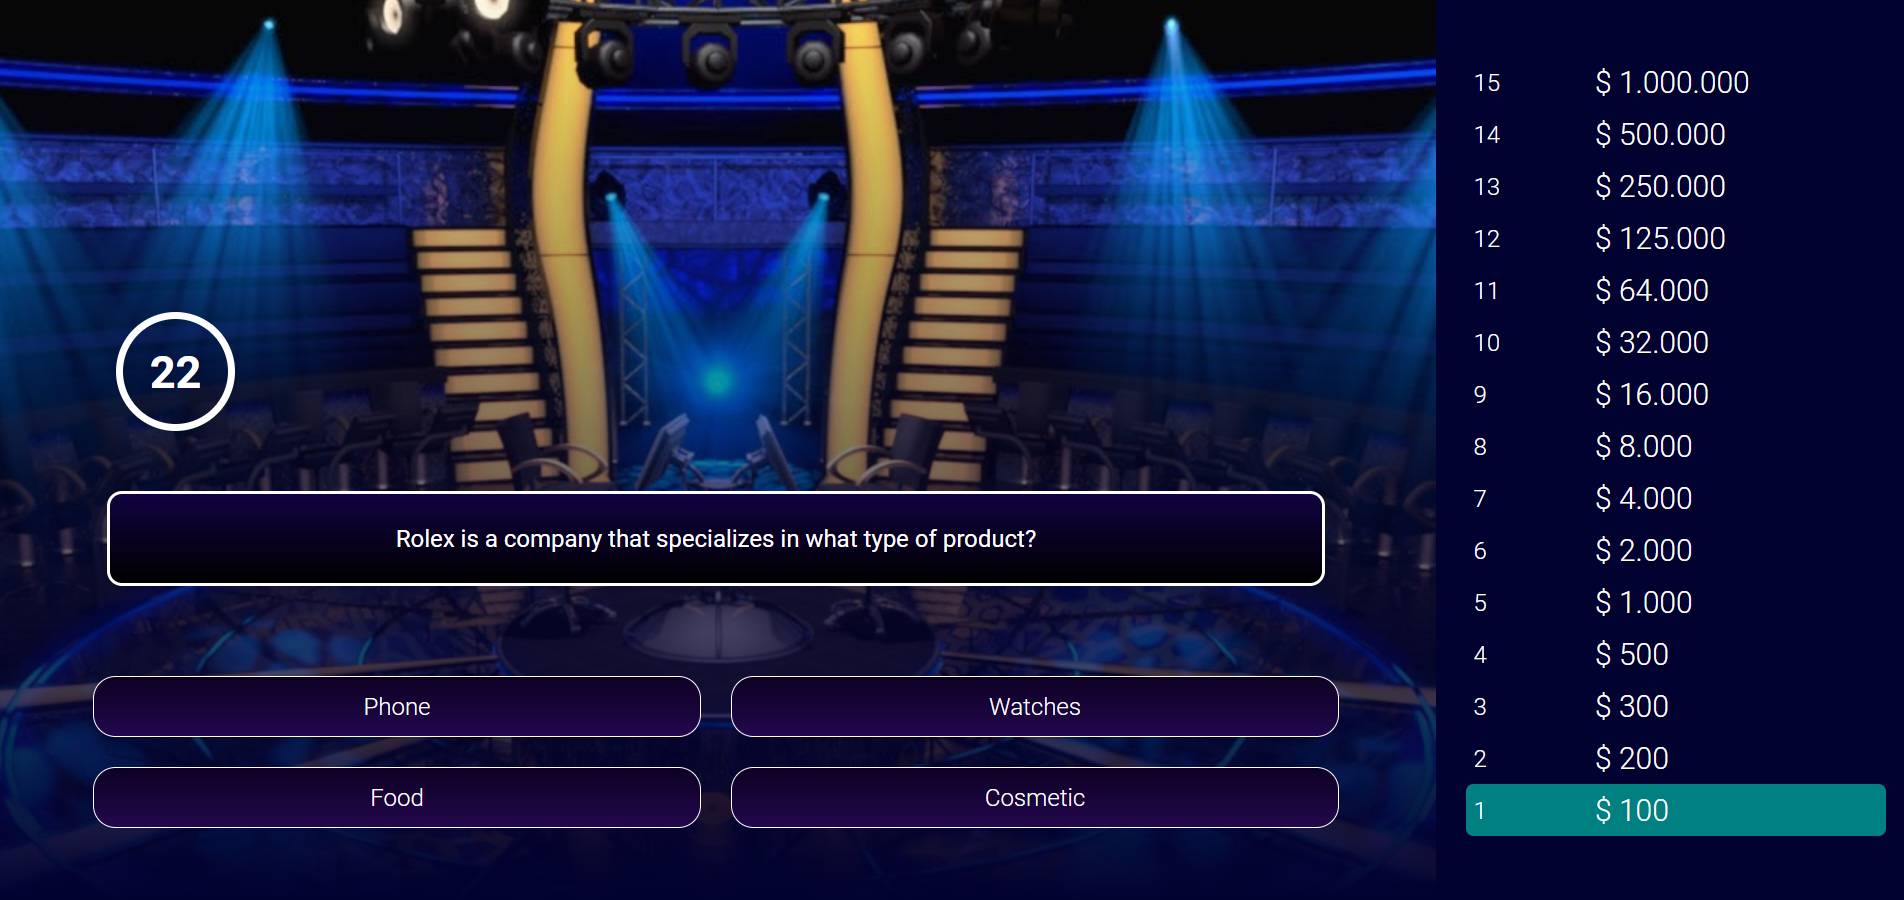 22
Rolex is a company that specializes in what type of product?
Phone
Watches
Food
Cosmetic
15 $ 1.000.000
14 $ 500.000
13 $ 250.000
12 $ 125.000
11 $ 64.000
10 $ 32.000
9 $ 16.000
8 $ 8.000
7 $ 4.000
6 $ 2.000
5 $ 1.000
4 $ 500
3 $ 300
2 $ 200
1 $ 100